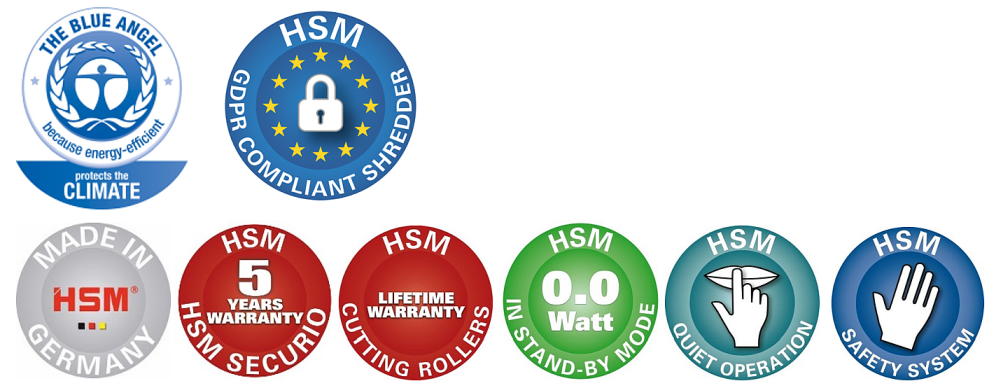 THE BLUE ANGEL
because energy-efficient
protects the
CLIMATE
HSM
GDPR COMPLIANT SHREDDER
MADE IN
HSM®
GERMANY
HSM
5
YEARS
WARRANTY
HSM SECURIO
HSM
LIFETIME
WARRANTY
CUTTING ROLLERS
HSM
0.0
Watt
IN STAND-BY MODE
HSM
QUIET OPERATION
HSM
SAFETY SYSTEM